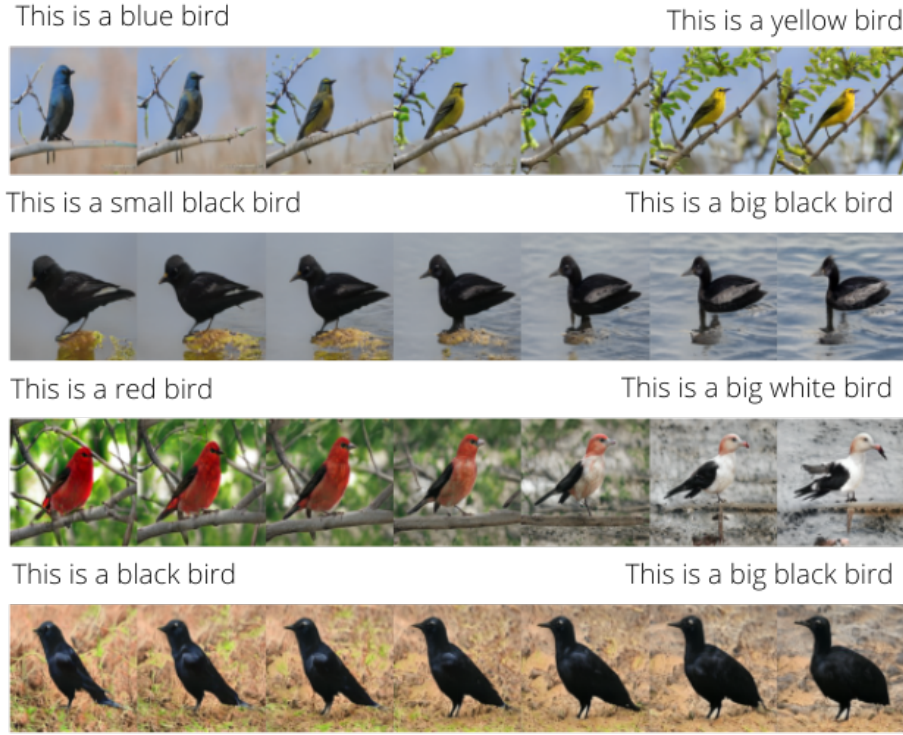 This is a blue bird
This is a yellow bird
This is a small black bird
This is a big black bird
This is a red bird
This is a big white bird
This is a black bird
This is a big black bird